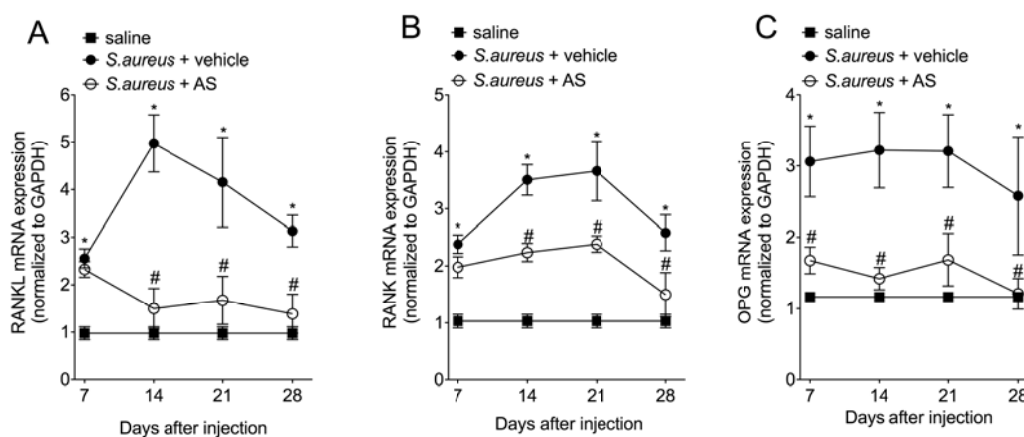 A
saline
S.aureus + vehicle
S.aureus + AS
RANKL mRNA expression
(normalized to GAPDH)
6
5
4
3
2
1
0
*
*
*
*
#
#
#
7
14
21
28
Days after injection
B
saline
S.aureus + vehicle
S.aureus + AS
RANK mRNA expression
(normalized to GAPDH)
5
4
3
2
1
0
*
*
*
*
#
#
#
7
14
21
28
Days after injection
C
saline
S.aureus + vehicle
S.aureus + AS
OPG mRNA expression
(normalized to GAPDH)
4
3
2
1
0
*
*
*
*
#
#
#
#
7
14
21
28
Days after injection